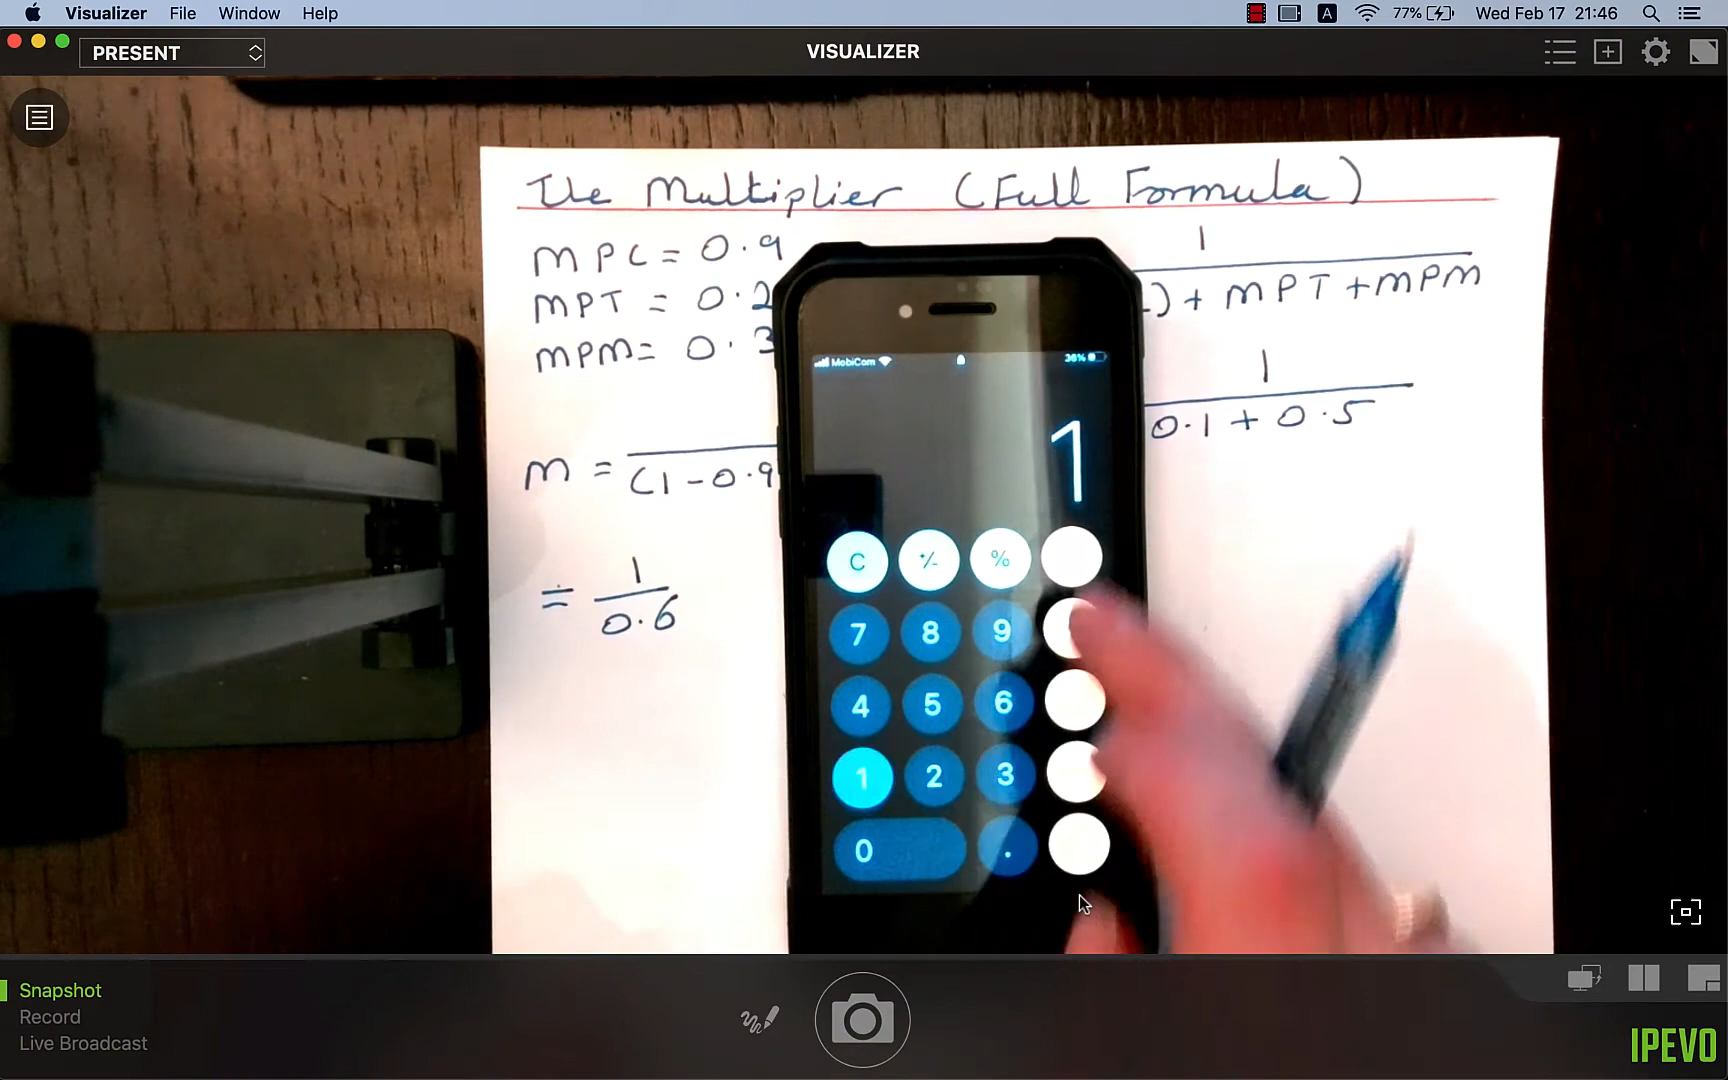 Visualizer File Window Help
A 77% Wed Feb 17 21:46
PRESENT
VISUALIZER
The Multiplier (Full Formula)
MPC = 0.9
MPT = 0.2
MPM = 0.3
1
) + MPT + MPM
1
0.1 + 0.5
m =
(1 - 0.9
= 1
0.6
MobiCom 36%
1
C +/- %
7 8 9
4 5 6
1 2 3
0 .
Snapshot
Record
Live Broadcast
IPEVO